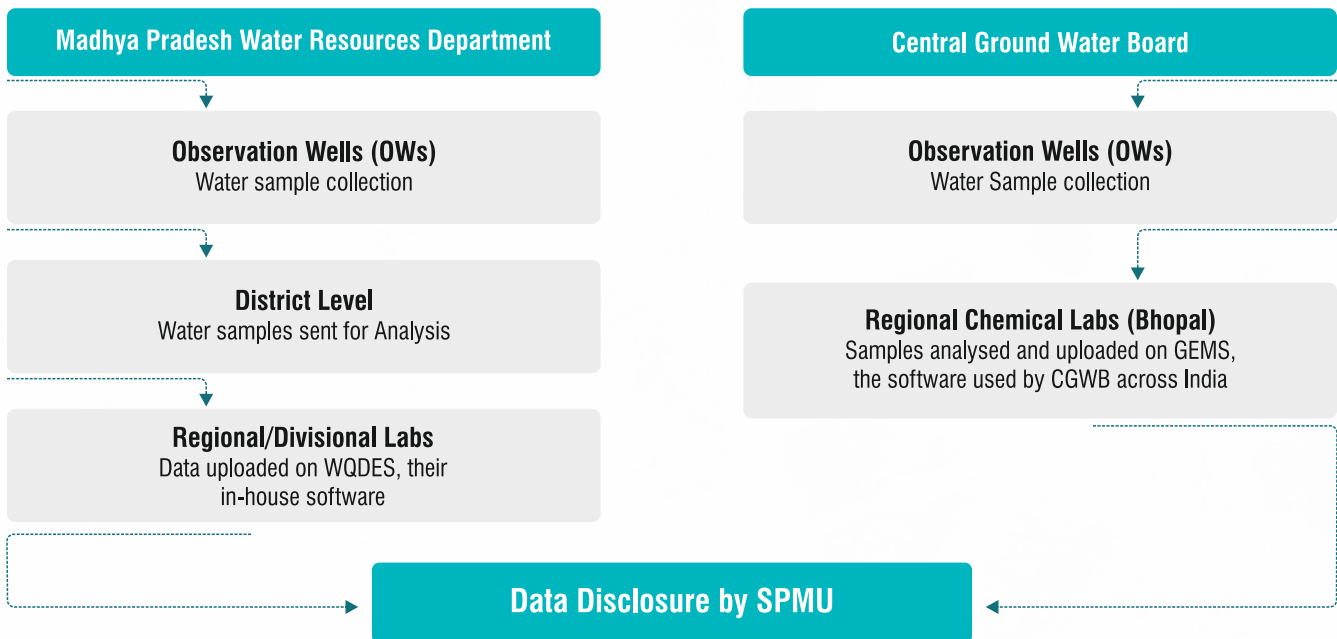 Madhya Pradesh Water Resources Department
Observation Wells (OWs)
Water sample collection
District Level
Water samples sent for Analysis
Regional/Divisional Labs
Data uploaded on WQDES, their
in-house software
Central Ground Water Board
Observation Wells (OWs)
Water Sample collection
Regional Chemical Labs (Bhopal)
Samples analysed and uploaded on GEMS,
the software used by CGWB across India
Data Disclosure by SPMU